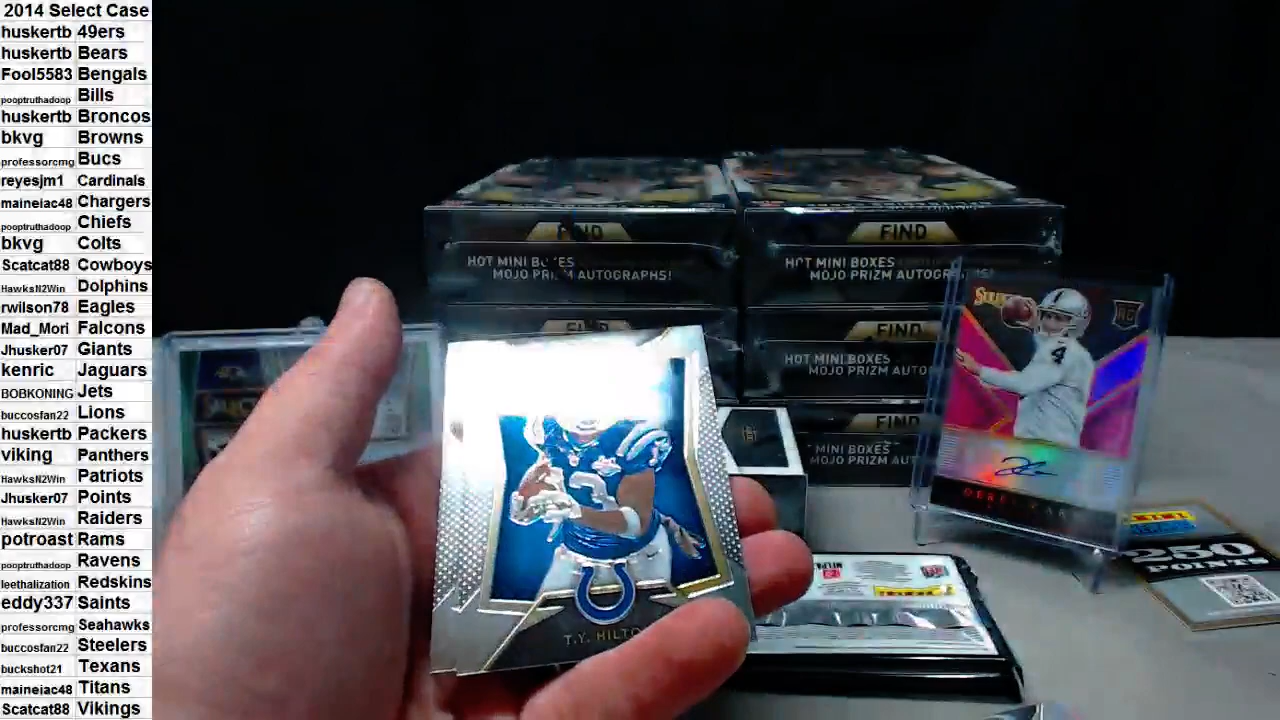 2014 Select Case
huskertb 49ers
huskertb Bears
Fool5583 Bengals
pooptruthadoop Bills
huskertb Broncos
bkvg Browns
professorcmg Bucs
reyesjm1 Cardinals
maineiac48 Chargers
pooptruthadoop Chiefs
bkvg Colts
Scatcat88 Cowboys
HawksN2Win Dolphins
rwilson78 Eagles
Mad_Mori Falcons
Jhusker07 Giants
kenric Jaguars
BOBKONING Jets
buccosfan22 Lions
huskertb Packers
viking Panthers
HawksN2Win Patriots
Jhusker07 Points
HawksN2Win Raiders
potroast Rams
pooptruthadoop Ravens
leethalization Redskins
eddy337 Saints
professorcmg Seahawks
buccosfan22 Steelers
buckshot21 Texans
maineiac48 Titans
Scatcat88 Vikings
FIND
HOT MINI BOXES
MOJO PRIZM AUTOGRAPHS!
FIND
HOT MINI BOXES
MOJO PRIZM AUTOGRAPHS!
FIND
FIND
HOT MINI BOXES
MOJO PRIZM AUTO
FIND
MINI BOXES
MOJO PRIZM AU
RC
4
T.Y. HILTO
PANINI
250
POINTS